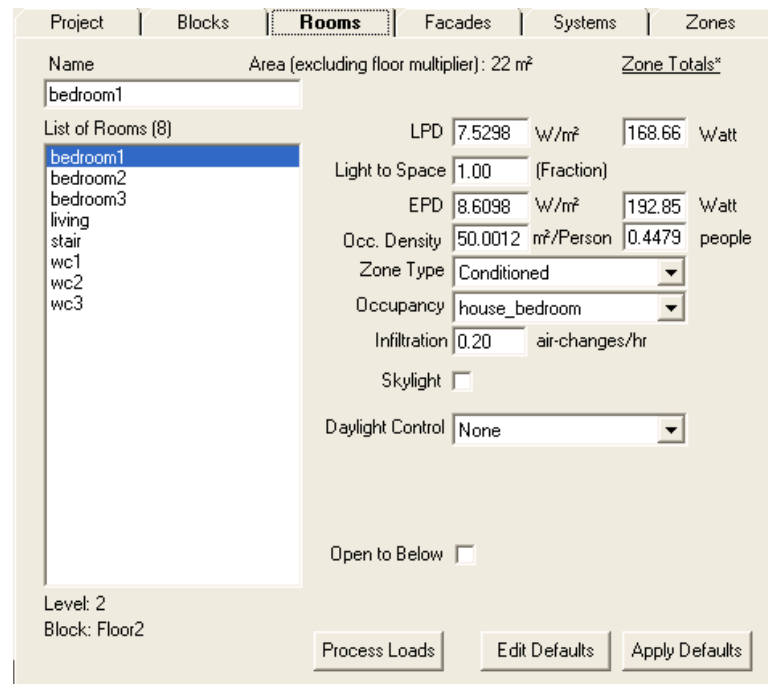 Project Blocks Rooms Facades Systems Zones
Name Area (excluding floor multiplier): 22 m² Zone Totals*
bedroom1
List of Rooms (8)
bedroom1
bedroom2
bedroom3
living
stair
wc1
wc2
wc3
LPD 7.5298 W/m² 168.66 Watt
Light to Space 1.00 (Fraction)
EPD 8.6098 W/m² 192.85 Watt
Occ. Density 50.0012 m²/Person 0.4479 people
Zone Type Conditioned
Occupancy house_bedroom
Infiltration 0.20 air-changes/hr
Skylight
Daylight Control None
Open to Below
Level: 2
Block: Floor2
Process Loads Edit Defaults Apply Defaults